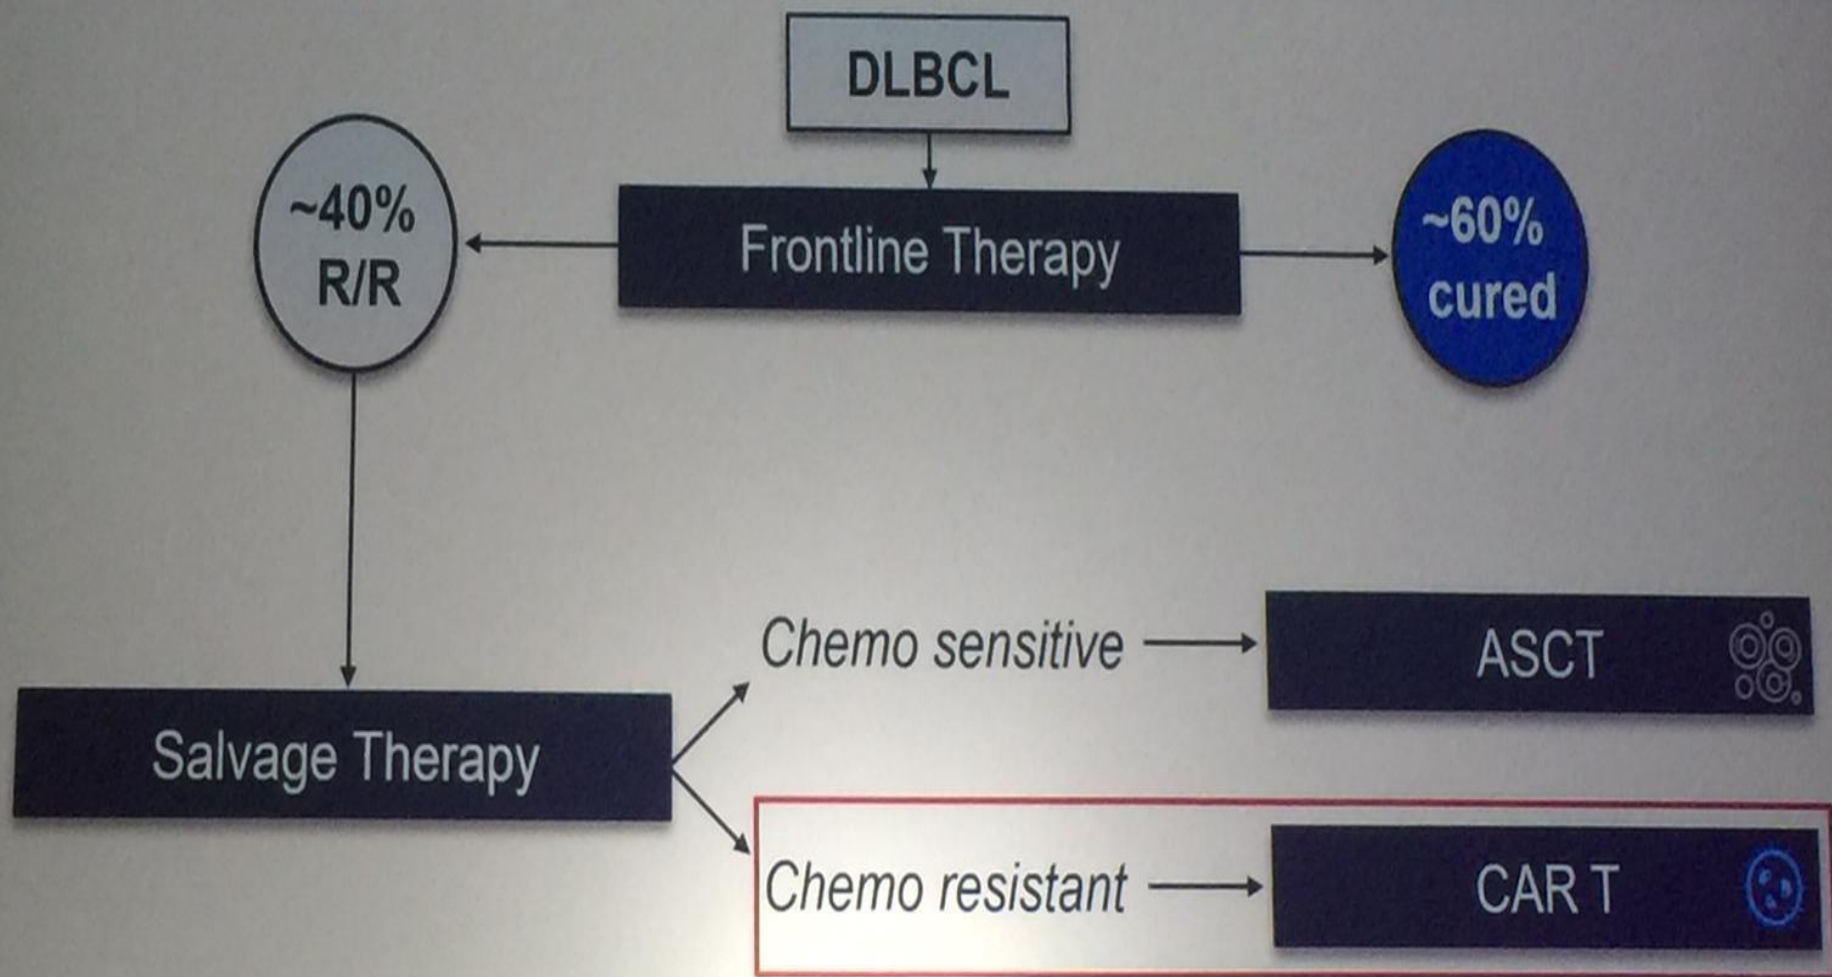 DLBCL
~40%
R/R
Frontline Therapy
~60%
cured
Chemo sensitive
ASCT
Salvage Therapy
Chemo resistant
CAR T